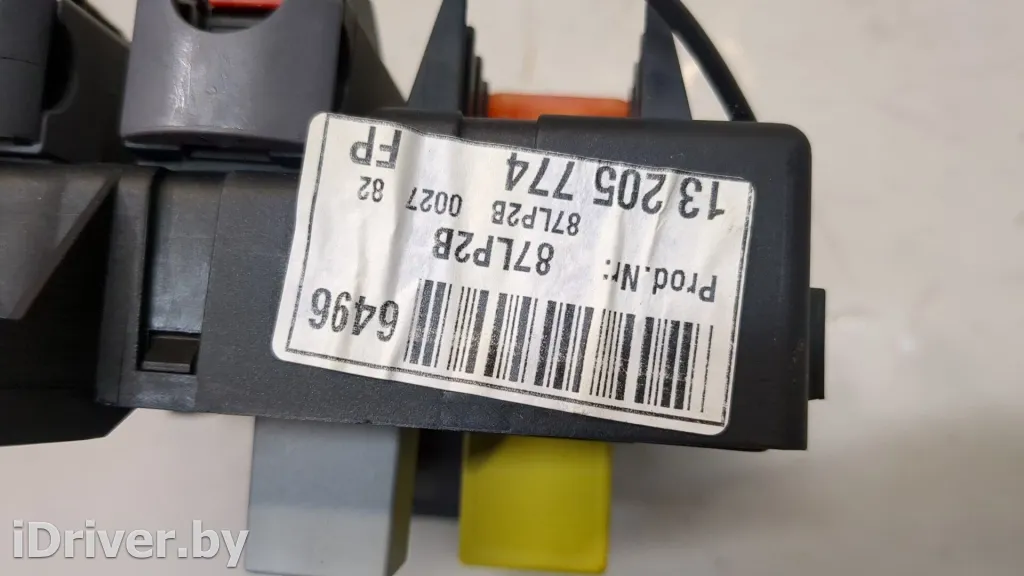 13 205 774 FP
87LP2B 0027 82
87LP2B
Prod.Nr:
6496
iDriver.by